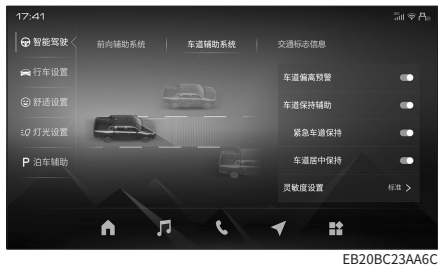 17:41
智能驾驶
前向辅助系统
车道辅助系统
交通标志信息
行车设置
舒适设置
灯光设置
P 泊车辅助
车道偏离预警
车道保持辅助
紧急车道保持
车道居中保持
灵敏度设置 标准
EB20BC23AA6C